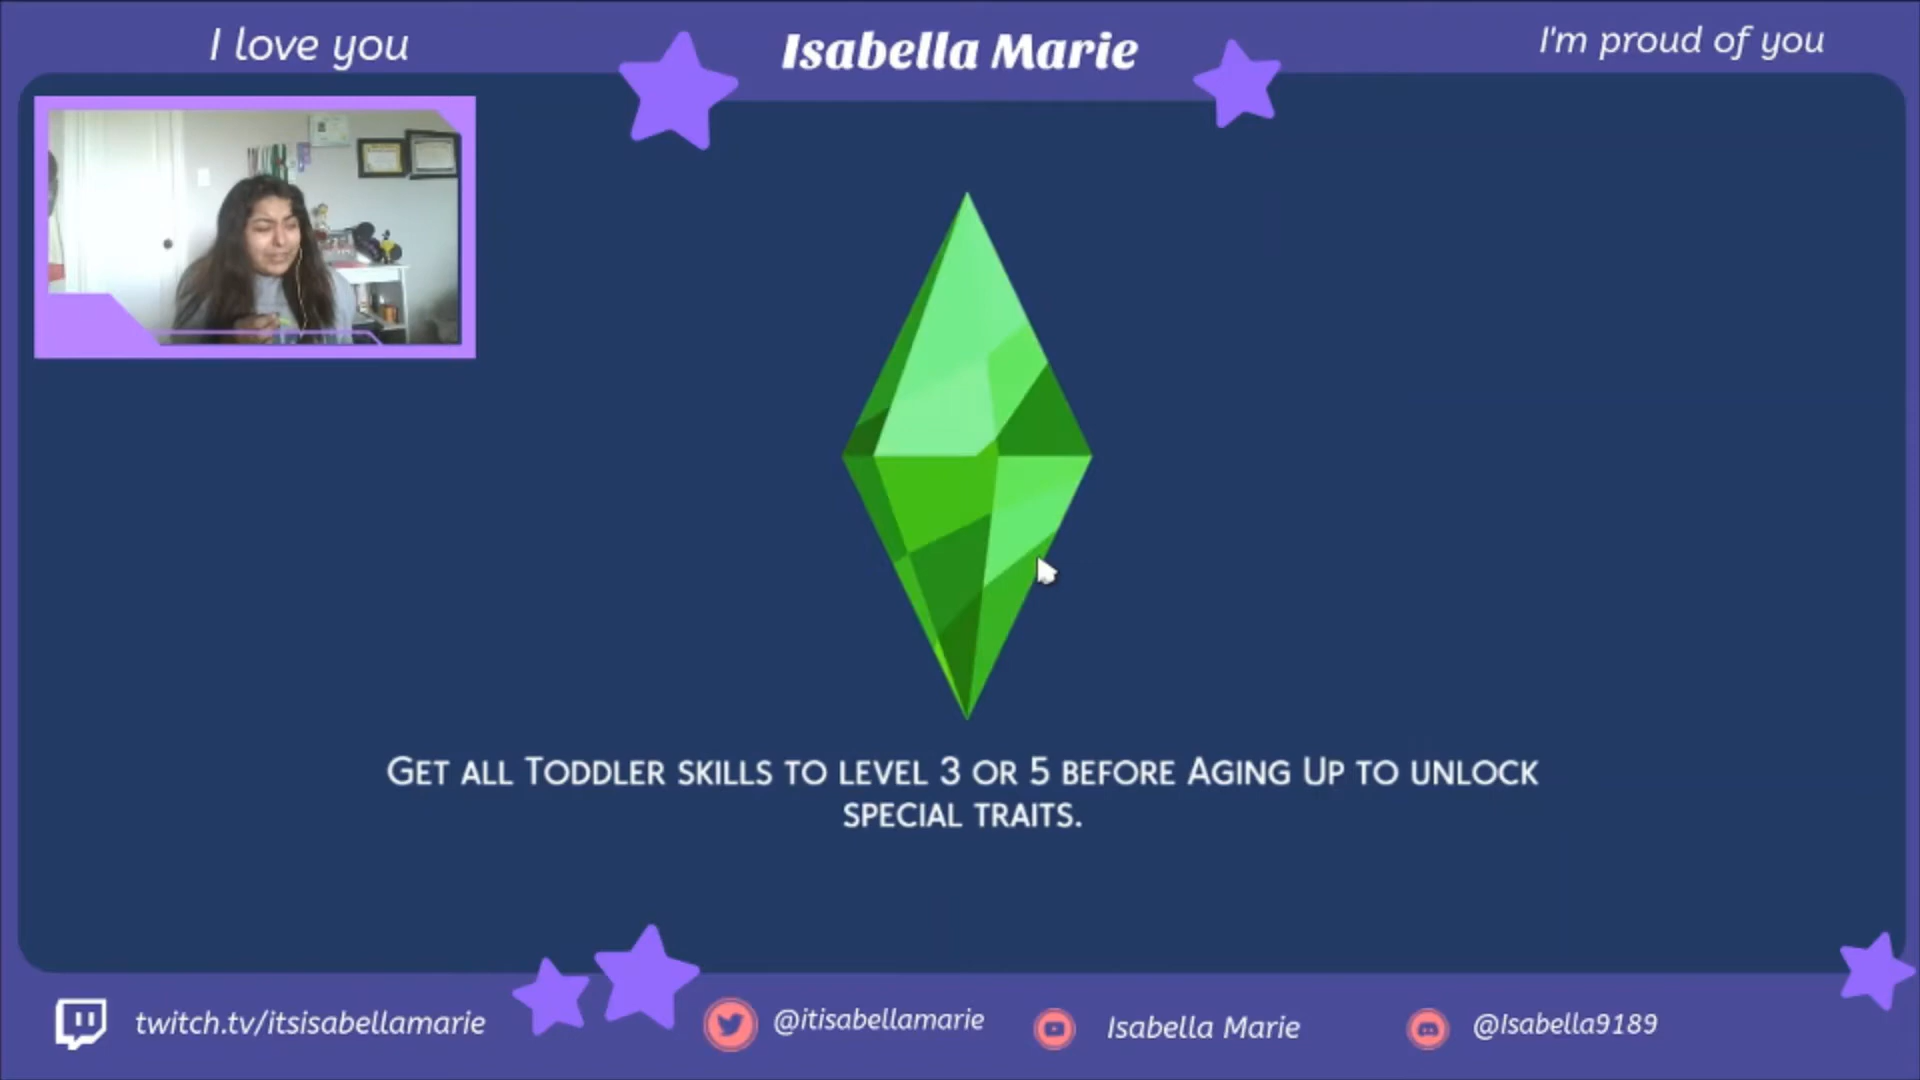 I love you
Isabella Marie
I'm proud of you
GET ALL TODDLER SKILLS TO LEVEL 3 OR 5 BEFORE AGING UP TO UNLOCK
SPECIAL TRAITS.
twitch.tv/itsisabellamarie
@itisabellamarie
Isabella Marie
@Isabella9189